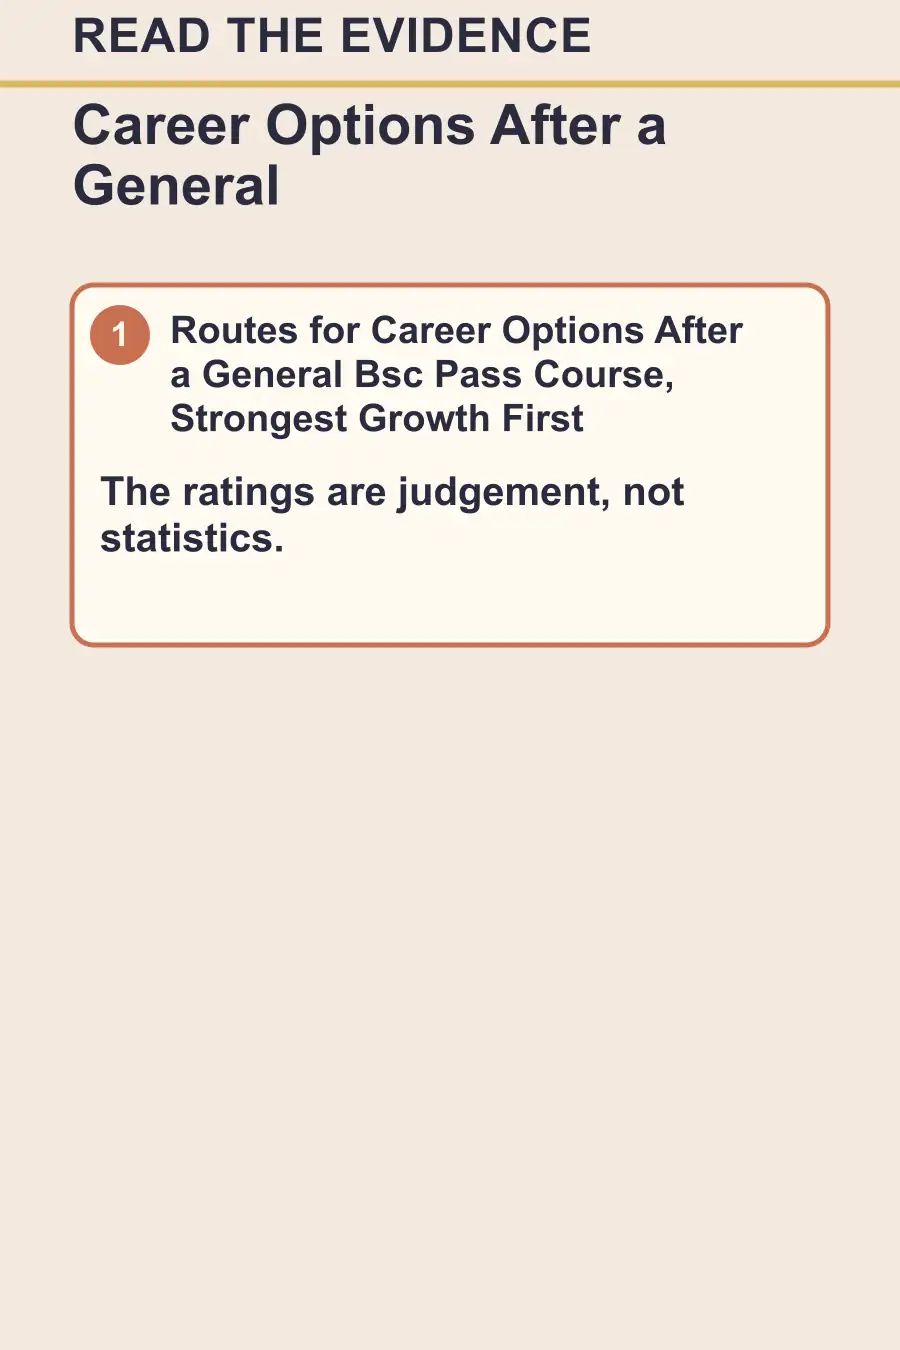 READ THE EVIDENCE
Career Options After a
General
1
Routes for Career Options After
a General Bsc Pass Course,
Strongest Growth First
The ratings are judgement, not
statistics.